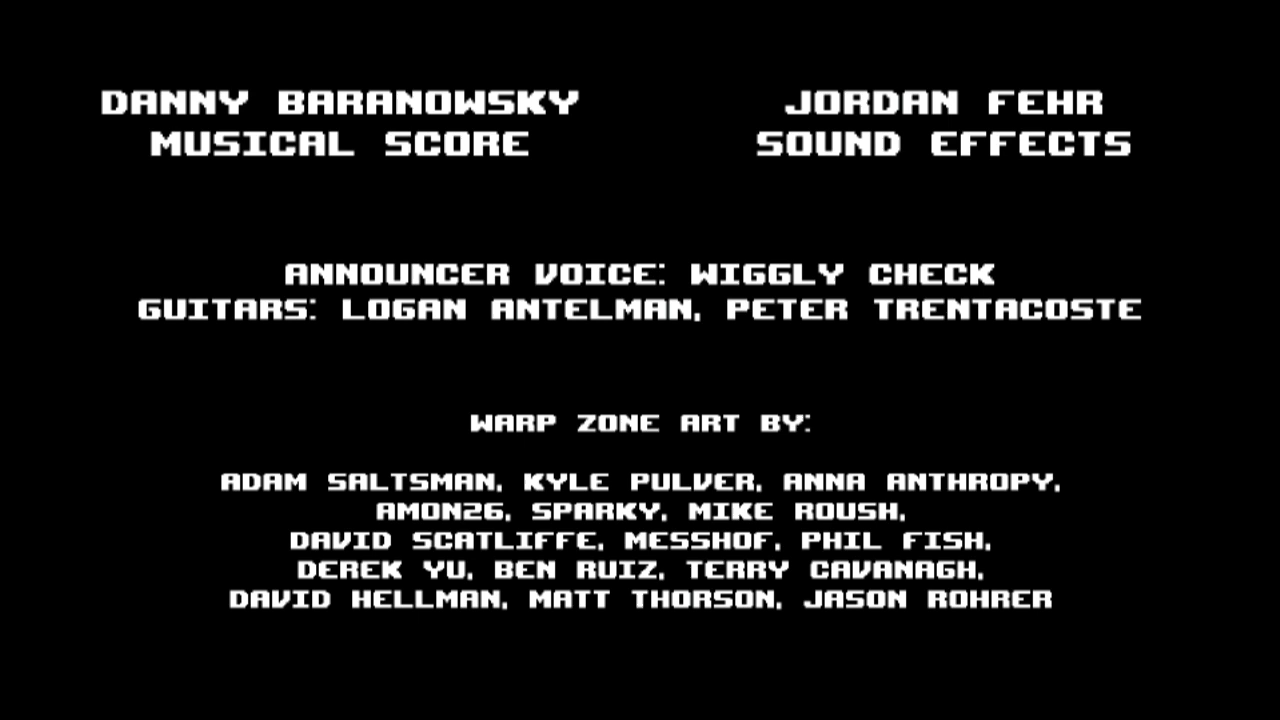 DANNY BARANOWSKY
MUSICAL SCORE
JORDAN FEHR
SOUND EFFECTS
ANNOUNCER VOICE: WIGGLY CHECK
GUITARS: LOGAN ANTELMAN, PETER TRENTACOSTE
WARP ZONE ART BY:
ADAM SALTSMAN, KYLE PULVER, ANNA ANTHROPY,
AMON26, SPARKY, MIKE ROUSH,
DAVID SCATLIFFE, MESSHOF, PHIL FISH,
DEREK YU, BEN RUIZ, TERRY CAVANAGH,
DAVID HELLMAN, MATT THORSON, JASON ROHRER